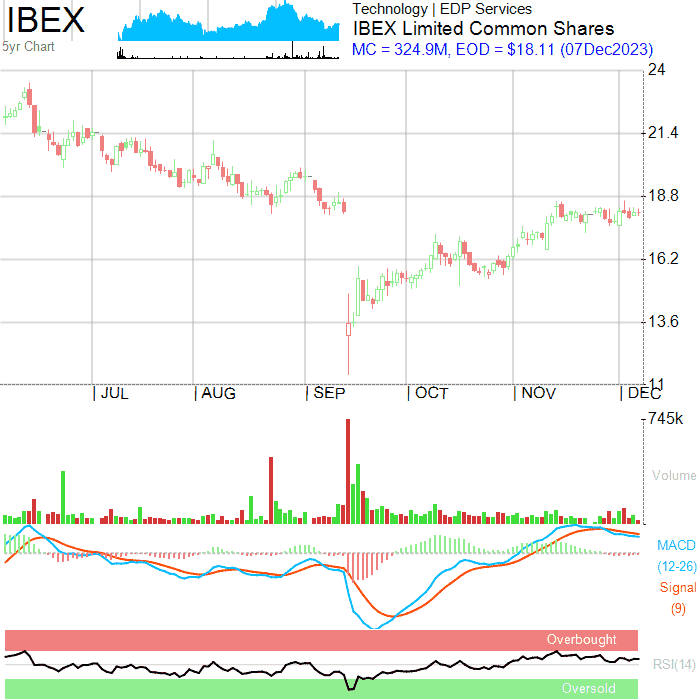 IBEX
5yr Chart
Technology | EDP Services
IBEX Limited Common Shares
MC = 324.9M, EOD = $18.11 (07Dec2023)
24
21.4
18.8
16.2
13.6
11
| JUL | AUG | SEP | OCT | NOV | DEC
745k
Volume
MACD
(12-26)
Signal
(9)
Overbought
RSI(14)
Oversold